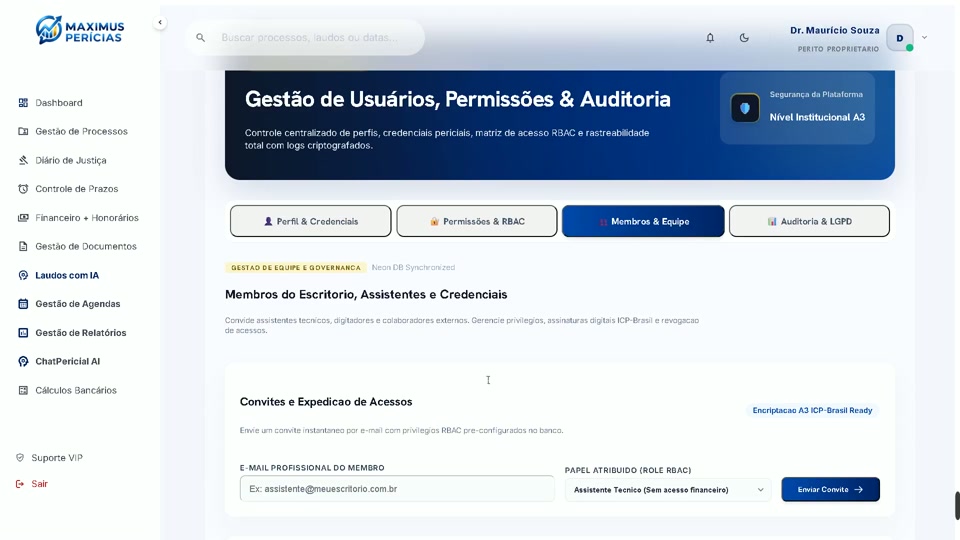 MAXIMUS
PERÍCIAS
Buscar processos, laudos ou datas...
Dr. Maurício Souza
PERITO PROPRIETARIO
D
Dashboard
Gestão de Processos
Diário de Justiça
Controle de Prazos
Financeiro + Honorários
Gestão de Documentos
Laudos com IA
Gestão de Agendas
Gestão de Relatórios
ChatPericial AI
Cálculos Bancários
Suporte VIP
Sair
Gestão de Usuários, Permissões & Auditoria
Controle centralizado de perfis, credenciais periciais, matriz de acesso RBAC e rastreabilidade
total com logs criptografados.
Segurança da Plataforma
Nível Institucional A3
Perfil & Credenciais
Permissões & RBAC
Membros & Equipe
Auditoria & LGPD
GESTAO DE EQUIPE E GOVERNANCA
Neon DB Synchronized
Membros do Escritorio, Assistentes e Credenciais
Convide assistentes tecnicos, digitadores e colaboradores externos. Gerencie privilegios, assinaturas digitais ICP-Brasil e revogacao
de acessos.
Convites e Expedicao de Acessos
Encriptacao A3 ICP-Brasil Ready
Envie um convite instantaneo por e-mail com privilegios RBAC pre-configurados no banco.
E-MAIL PROFISSIONAL DO MEMBRO
Ex: assistente@meuescritorio.com.br
PAPEL ATRIBUIDO (ROLE RBAC)
Assistente Tecnico (Sem acesso financeiro)
Enviar Convite →